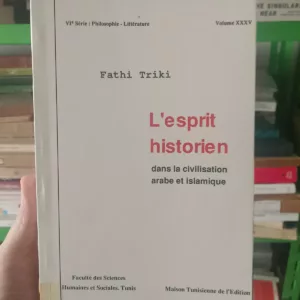 VIᵉ Série : Philosophie - Littérature Volume XXXV
Fathi Triki
L'esprit
historien
dans la civilisation
arabe et islamique
Faculté des Sciences
Humaines et Sociales, Tunis
Maison Tunisienne de l'Edition